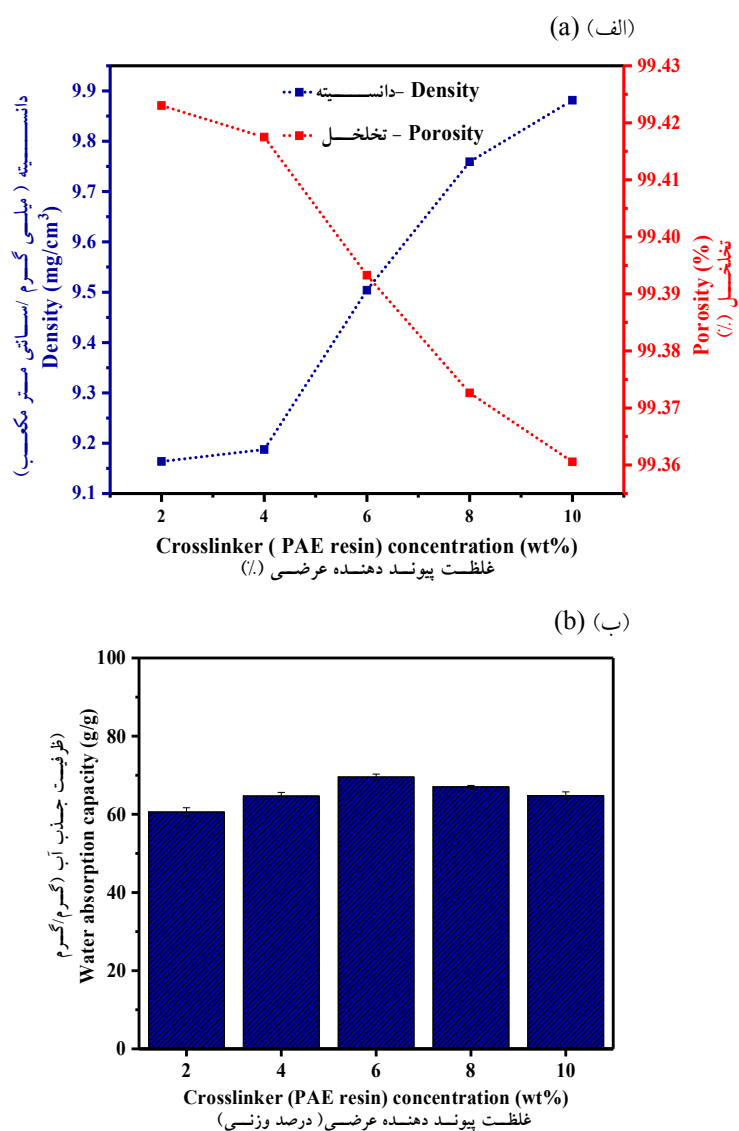 (الف) (a)
دانسیته - Density
تخلخل - Porosity
دانسیته (میلی گرم /سانتی متر مکعب)
Density (mg/cm³)
9.9
9.8
9.7
9.6
9.5
9.4
9.3
9.2
9.1
99.43
99.42
99.41
99.40
99.39
99.38
99.37
99.36
Porosity (%)
تخلخل (٪)
2 4 6 8 10
Crosslinker ( PAE resin) concentration (wt%)
غلظت پیوند دهنده عرضی (٪)
(ب) (b)
ظرفیت جذب آب (گرم/گرم)
Water absorption capacity (g/g)
100
80
60
40
20
0
2 4 6 8 10
Crosslinker (PAE resin) concentration (wt%)
غلظت پیوند دهنده عرضی( درصد وزنی)